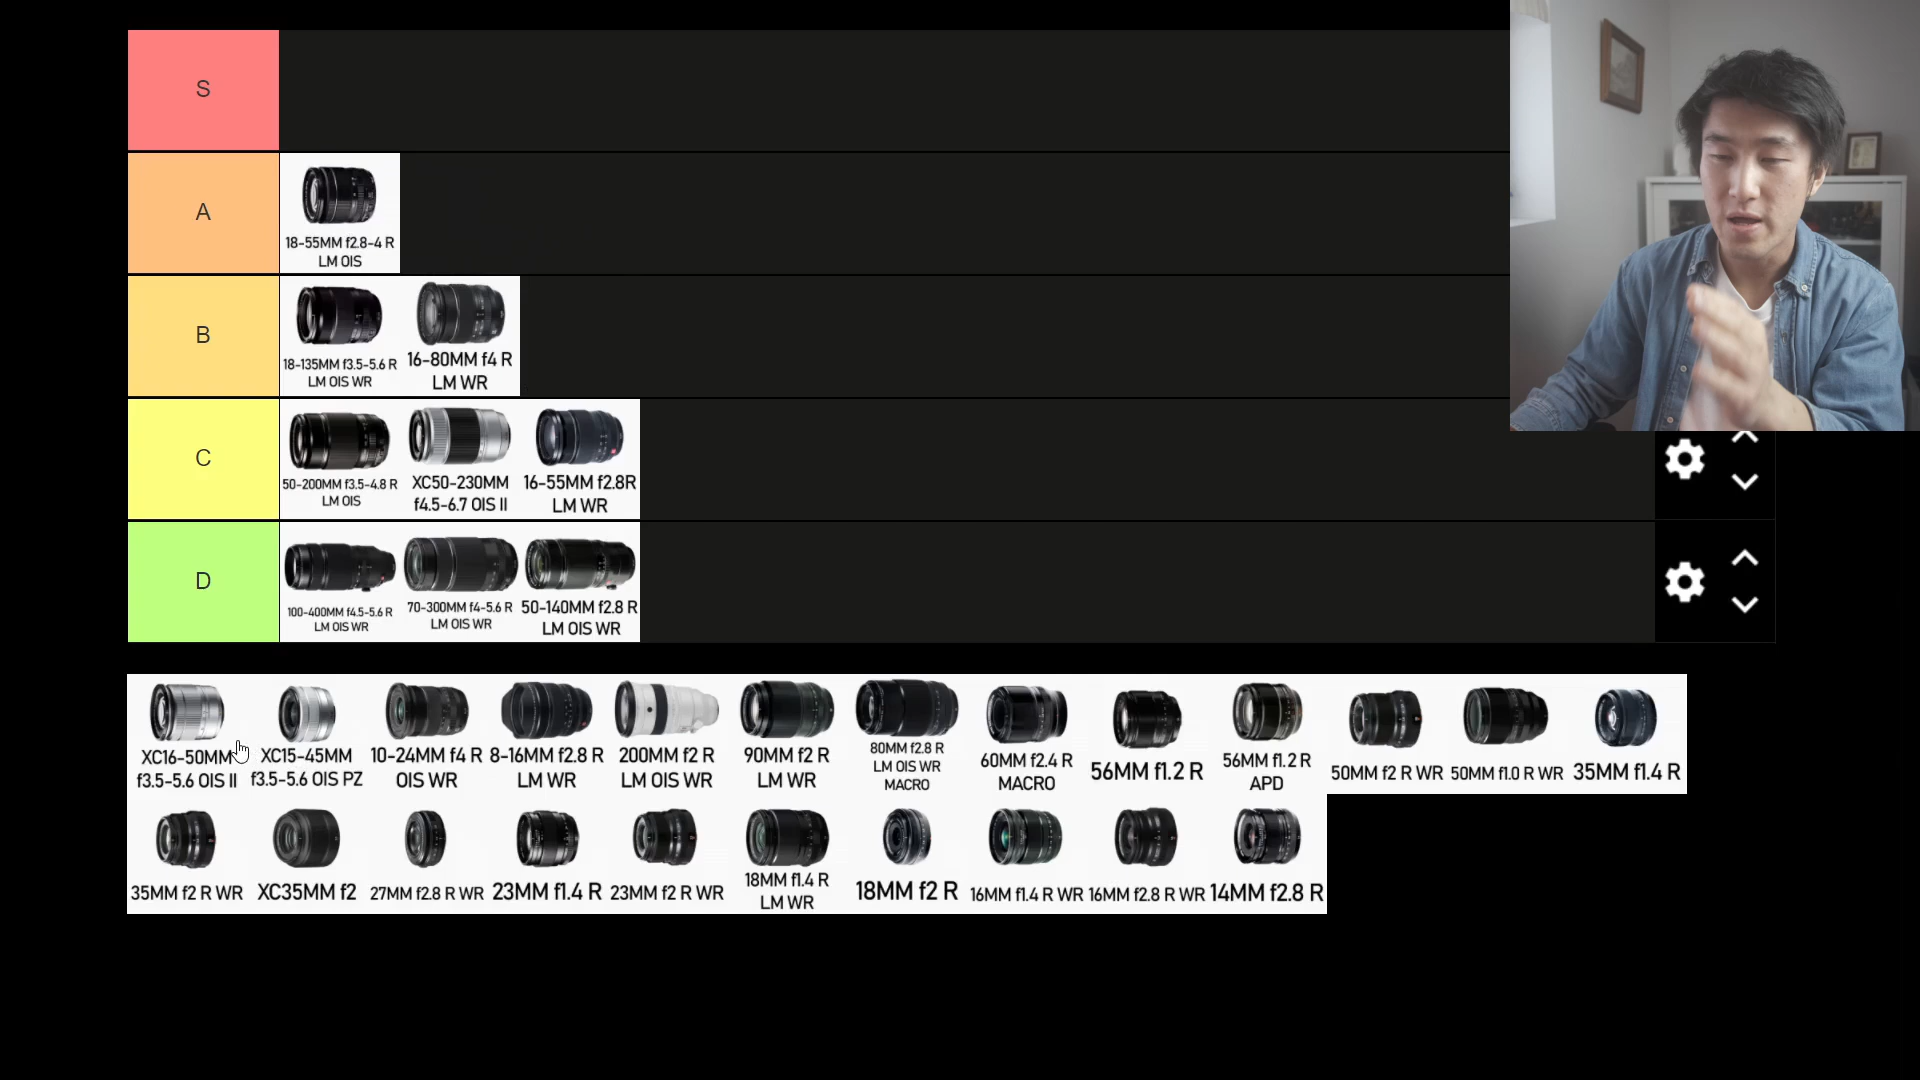 S
A
18-55MM f2.8-4 R
LM OIS
B
18-135MM f3.5-5.6 R
LM OIS WR
16-80MM f4 R
LM WR
C
50-200MM f3.5-4.8 R
LM OIS
XC50-230MM
f4.5-6.7 OIS II
16-55MM f2.8R
LM WR
D
100-400MM f4.5-5.6 R
LM OIS WR
70-300MM f4-5.6 R
LM OIS WR
50-140MM f2.8 R
LM OIS WR
XC16-50MM
f3.5-5.6 OIS II
XC15-45MM
f3.5-5.6 OIS PZ
10-24MM f4 R
OIS WR
8-16MM f2.8 R
LM WR
200MM f2 R
LM OIS WR
90MM f2 R
LM WR
80MM f2.8 R
LM OIS WR
MACRO
60MM f2.4 R
MACRO
56MM f1.2 R
56MM f1.2 R
APD
50MM f2 R WR
50MM f1.0 R WR
35MM f1.4 R
35MM f2 R WR
XC35MM f2
27MM f2.8 R WR
23MM f1.4 R
23MM f2 R WR
18MM f1.4 R
LM WR
18MM f2 R
16MM f1.4 R WR
16MM f2.8 R WR
14MM f2.8 R